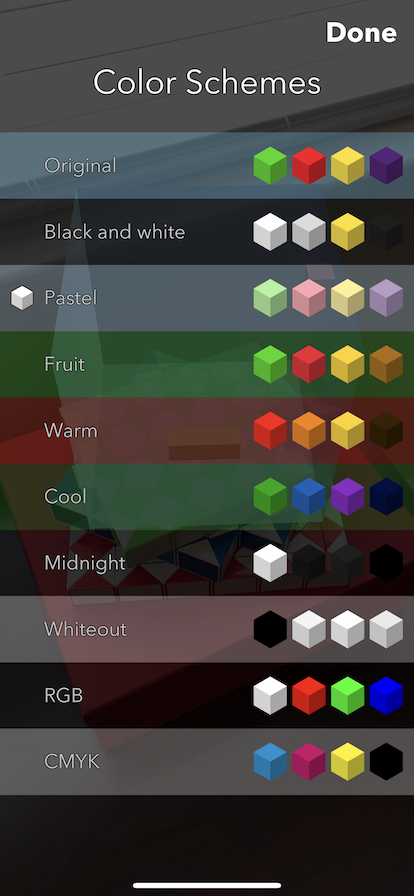 Done
Color Schemes
Original
Black and white
Pastel
Fruit
Warm
Cool
Midnight
Whiteout
RGB
CMYK